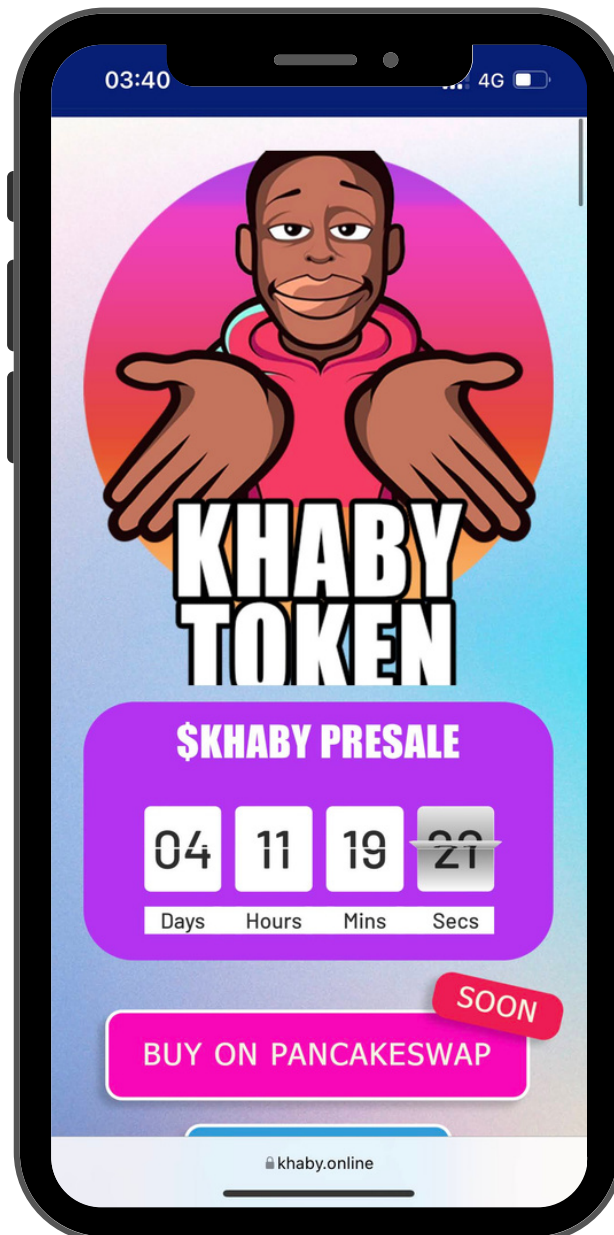 03:40
4G
KHABY
TOKEN
$KHABY PRESALE
04 11 19 21
Days Hours Mins Secs
SOON
BUY ON PANCAKESWAP
khaby.online